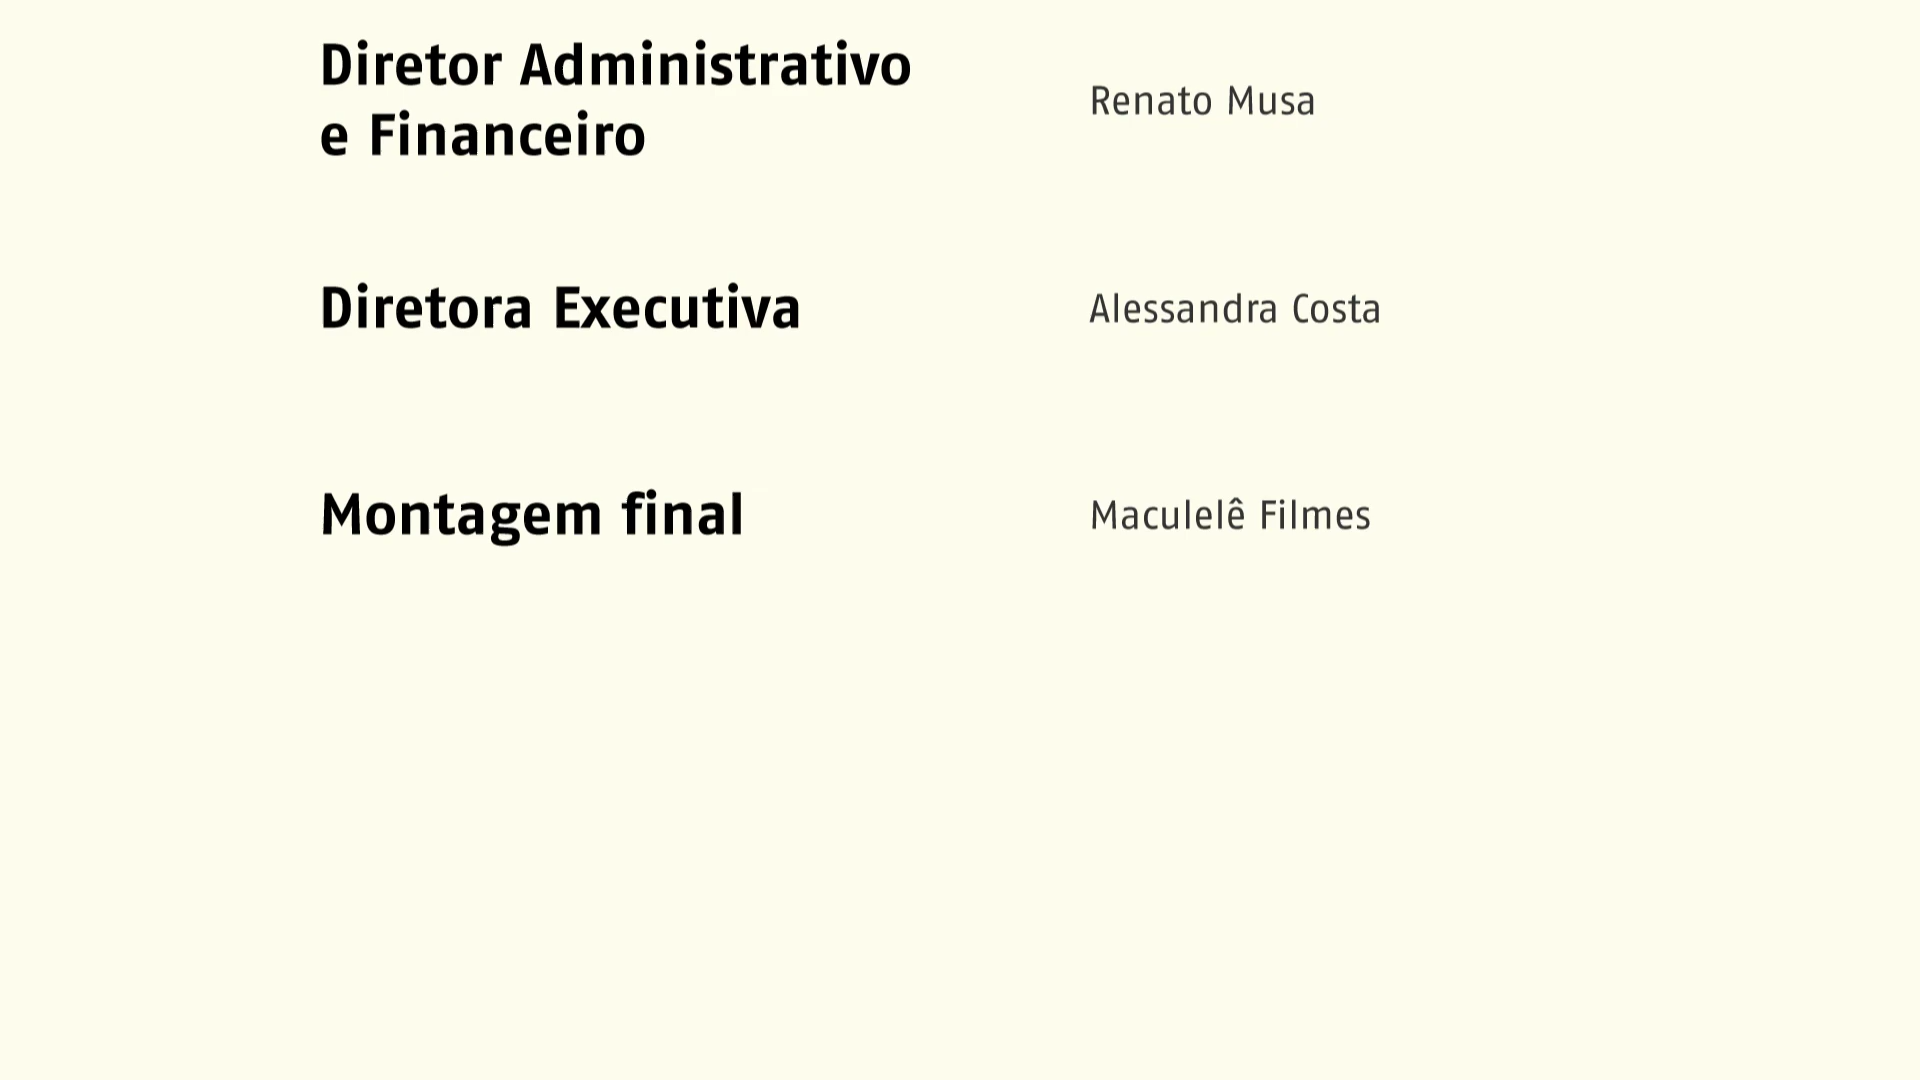 Diretor Administrativo
e Financeiro
Renato Musa
Diretora Executiva
Alessandra Costa
Montagem final
Maculelê Filmes